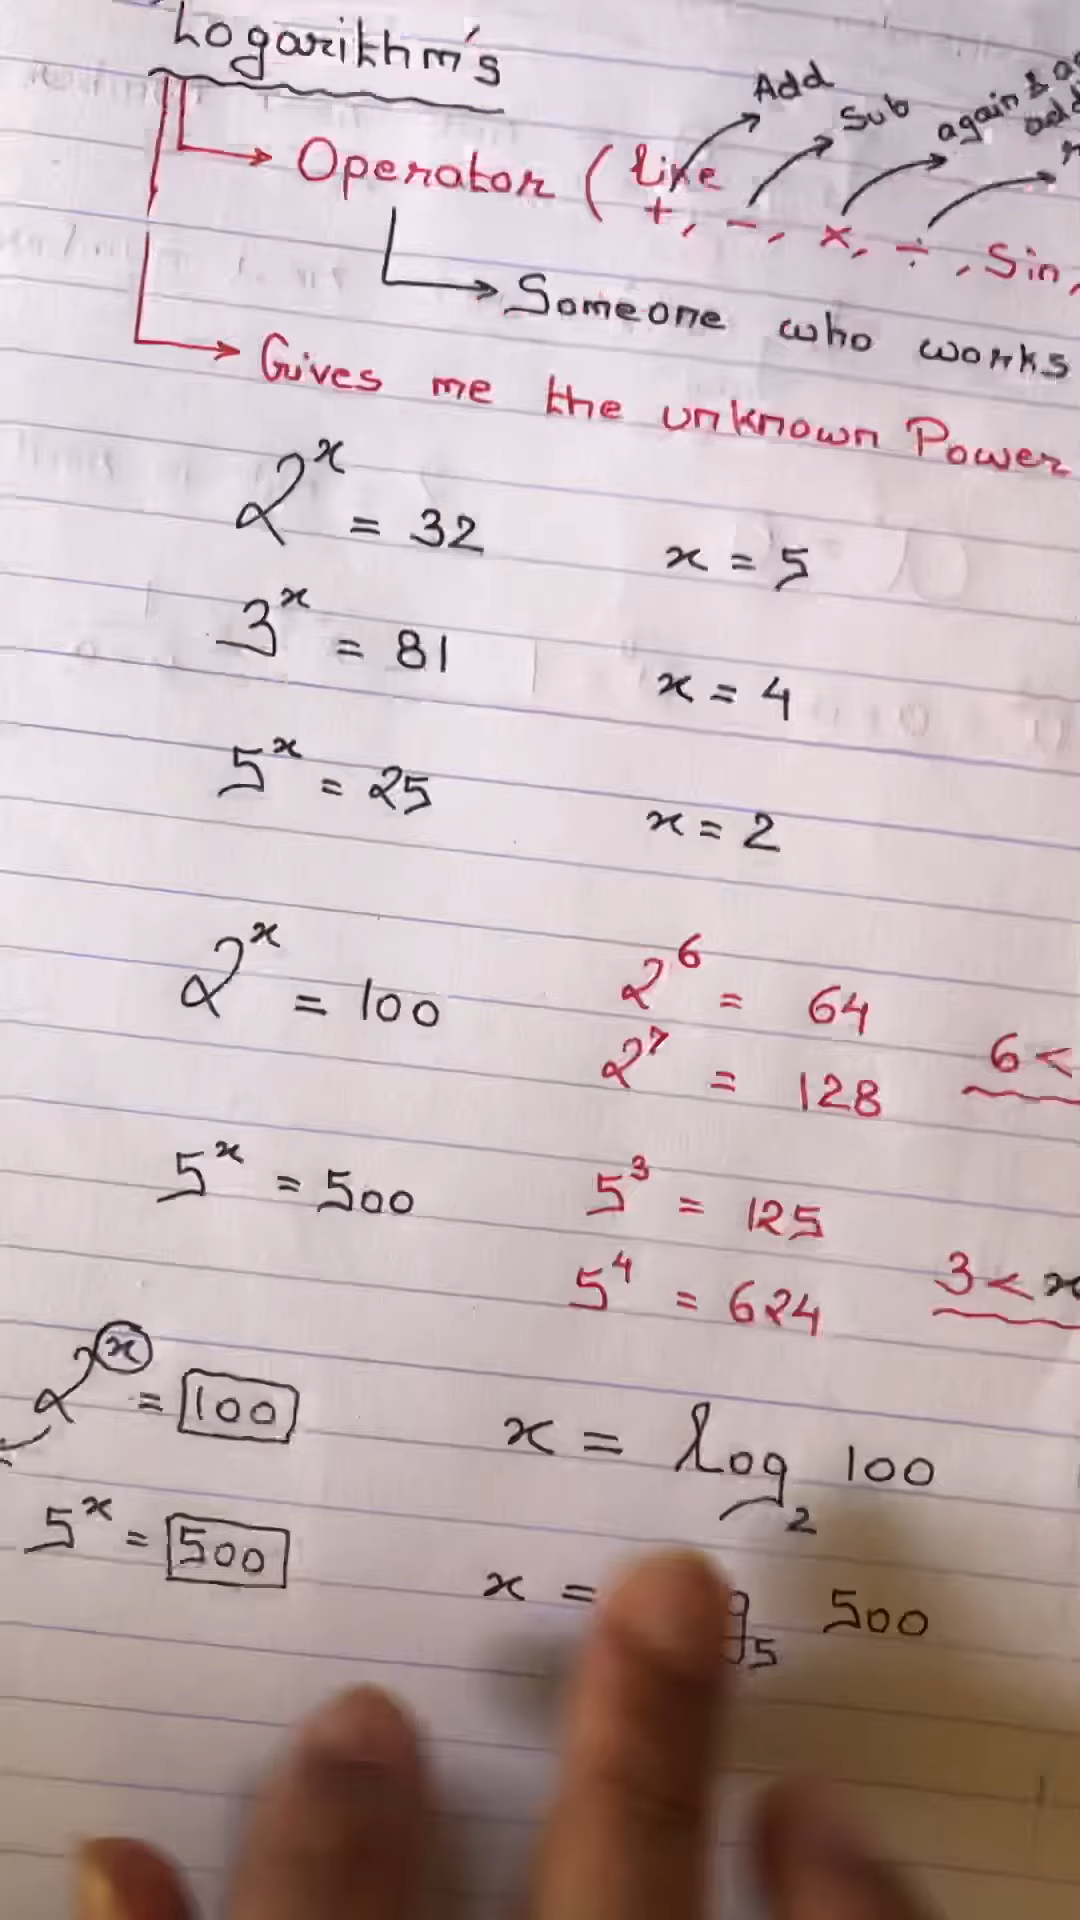 Logarithm's
Add
Sub
again &
Operator (like
+, -, ×, ÷, Sin,
Someone who works
Gives me the unknown Power
2^x = 32 x = 5
3^x = 81 x = 4
5^x = 25 x = 2
2^x = 100 2^6 = 64
2^7 = 128 6 <
5^x = 500 5^3 = 125
5^4 = 624 3 < x
2^x = 100 x = log_2 100
5^x = 500 x = g_5 500